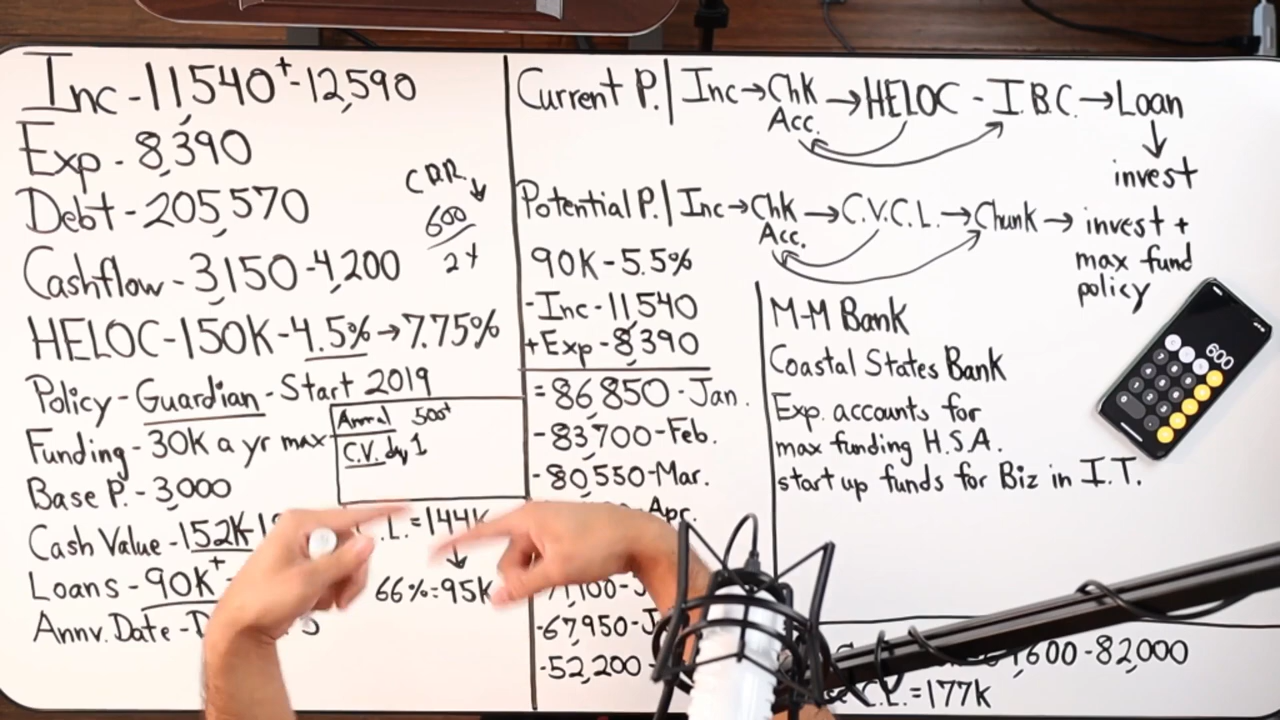 Inc - 11,540⁺ - 12,590
Exp - 8,390
Debt - 205,570
Cashflow - 3,150 - 4,200
HELOC - 150K - 4.5% → 7.75%
Policy - Guardian - Start 2019
Funding - 30K a yr max
Base P. - 3,000
Cash Value - 152K
Loans - 90K⁺
Annv. Date -
600
2⁺
Annual 500⁺
C.V. day 1
L. = 144K
66% = 95K
Current P. | Inc → Chk Acc. → HELOC - I.B.C. → Loan
invest
Potential P. | Inc → Chk Acc. → C.V.C.L. → Chunk → invest +
max fund
policy
90K - 5.5%
- Inc - 11,540
+ Exp - 8,390
= 86,850 - Jan.
- 83,700 - Feb.
- 80,550 - Mar.
Apr.
- 67,950 - J
- 52,200
M-M Bank
Coastal States Bank
Exp. accounts for
max funding H.S.A.
start up funds for Biz in I.T.
600 - 82,000
C.L. = 177K
600